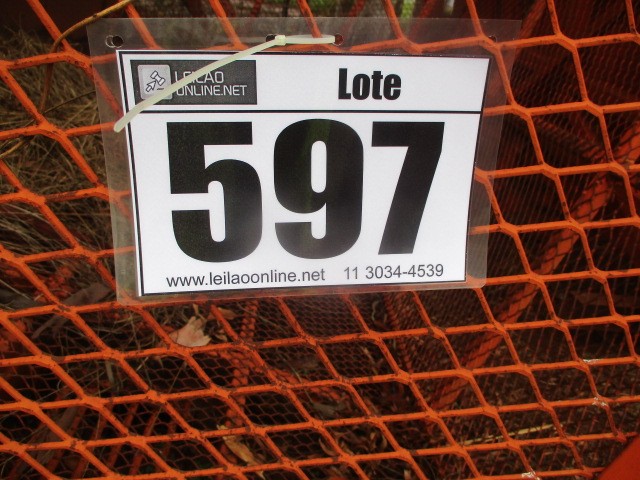 LEILAO
ONLINE.NET
Lote
597
www.leilaoonline.net 11 3034-4539